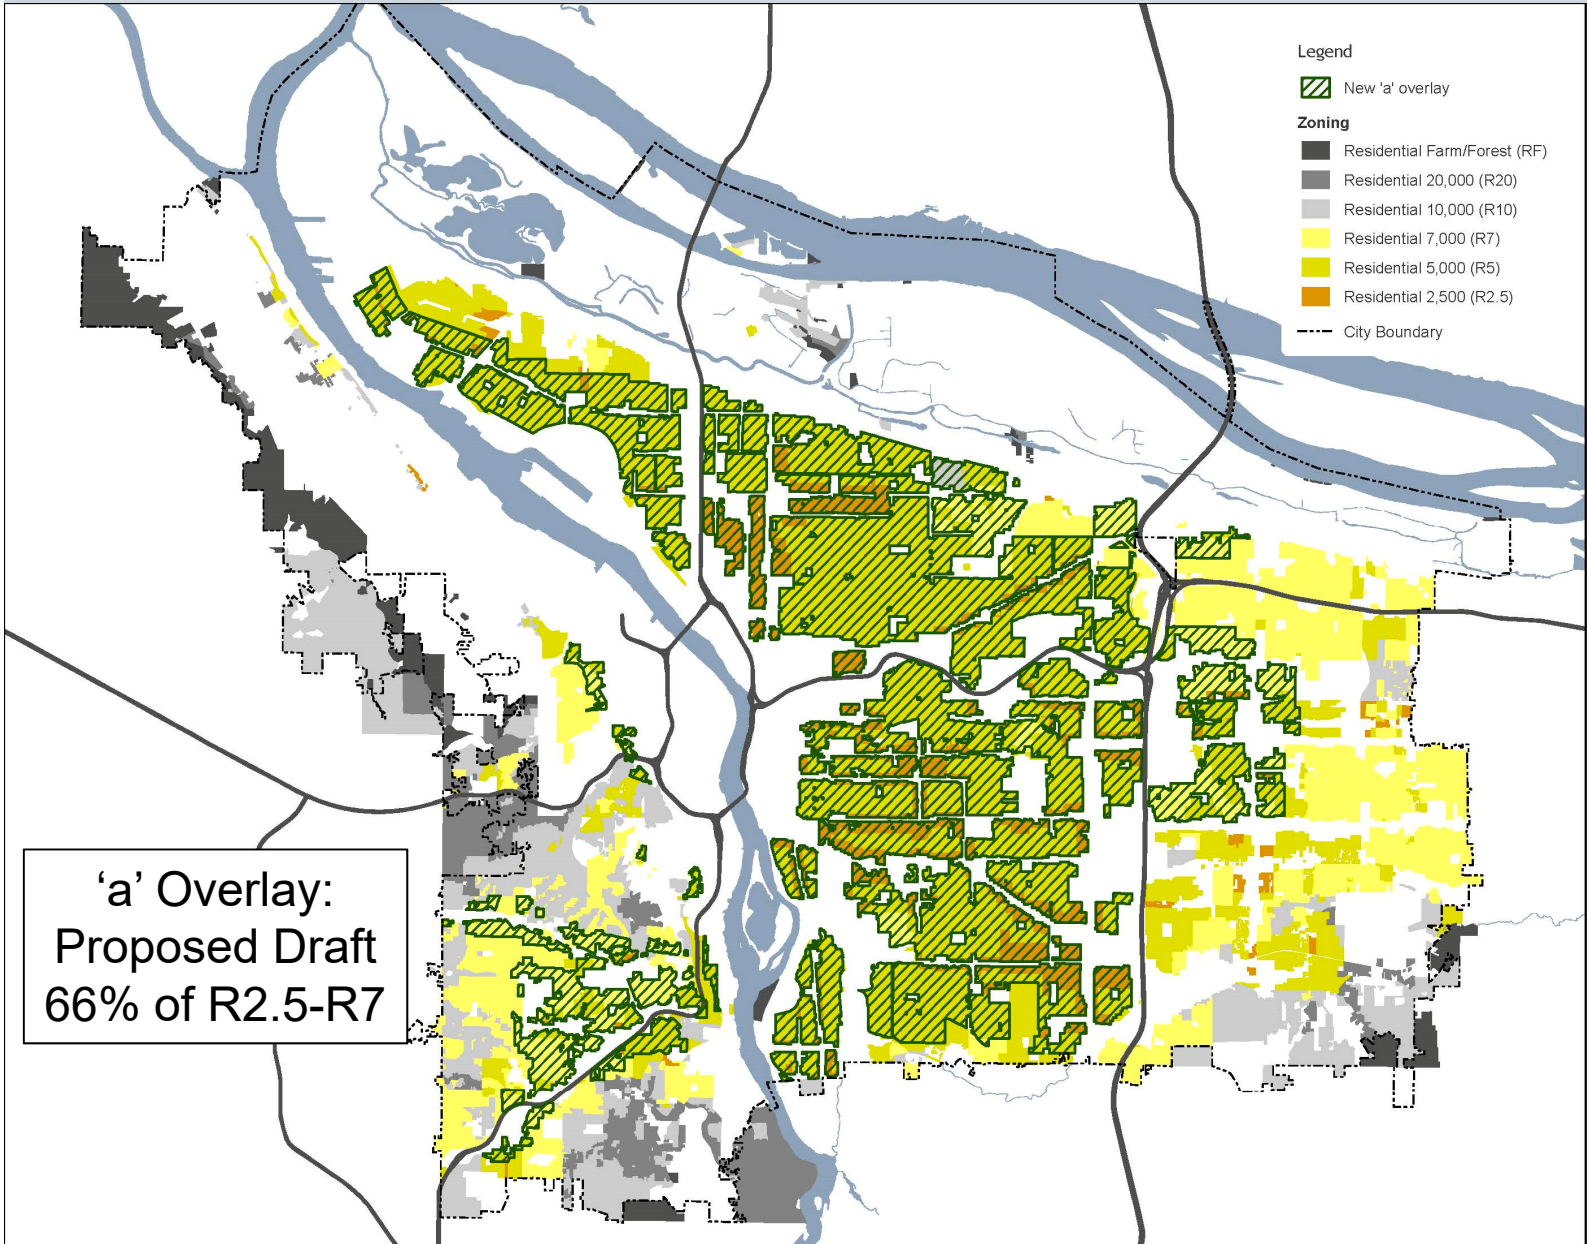 Legend
New 'a' overlay
Zoning
Residential Farm/Forest (RF)
Residential 20,000 (R20)
Residential 10,000 (R10)
Residential 7,000 (R7)
Residential 5,000 (R5)
Residential 2,500 (R2.5)
City Boundary
‘a’ Overlay:
Proposed Draft
66% of R2.5-R7